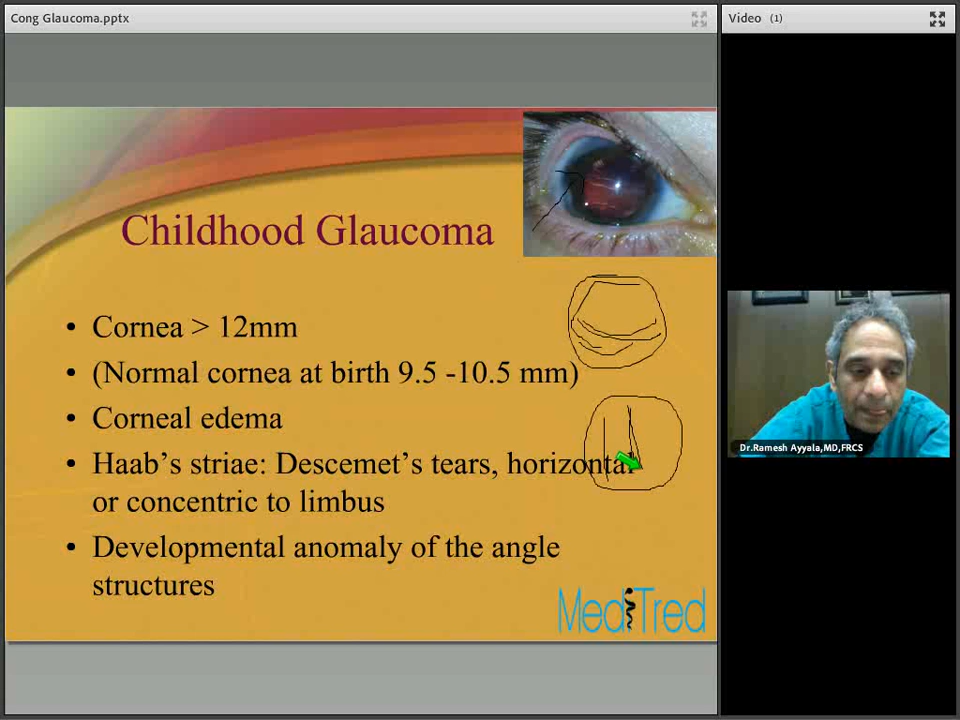 Cong Glaucoma.pptx
Video (1)
Childhood Glaucoma
• Cornea > 12mm
• (Normal cornea at birth 9.5 -10.5 mm)
• Corneal edema
• Haab’s striae: Descemet’s tears, horizontal
or concentric to limbus
• Developmental anomaly of the angle
structures
MediTred
Dr.Ramesh Ayyala,MD,FRCS